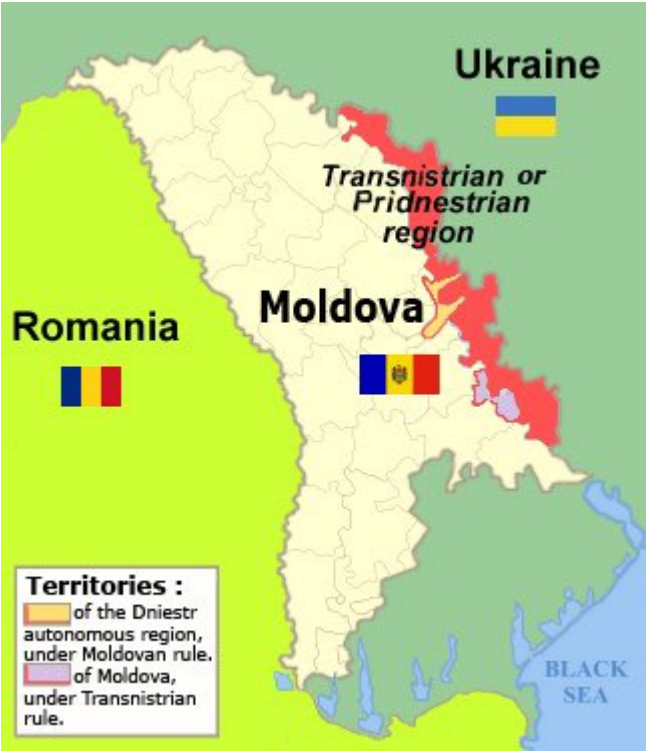 Ukraine
Transnistrian or
Pridnestrian
region
Moldova
Romania
Territories :
of the Dniestr
autonomous region,
under Moldovan rule.
of Moldova,
under Transnistrian
rule.
BLACK
SEA